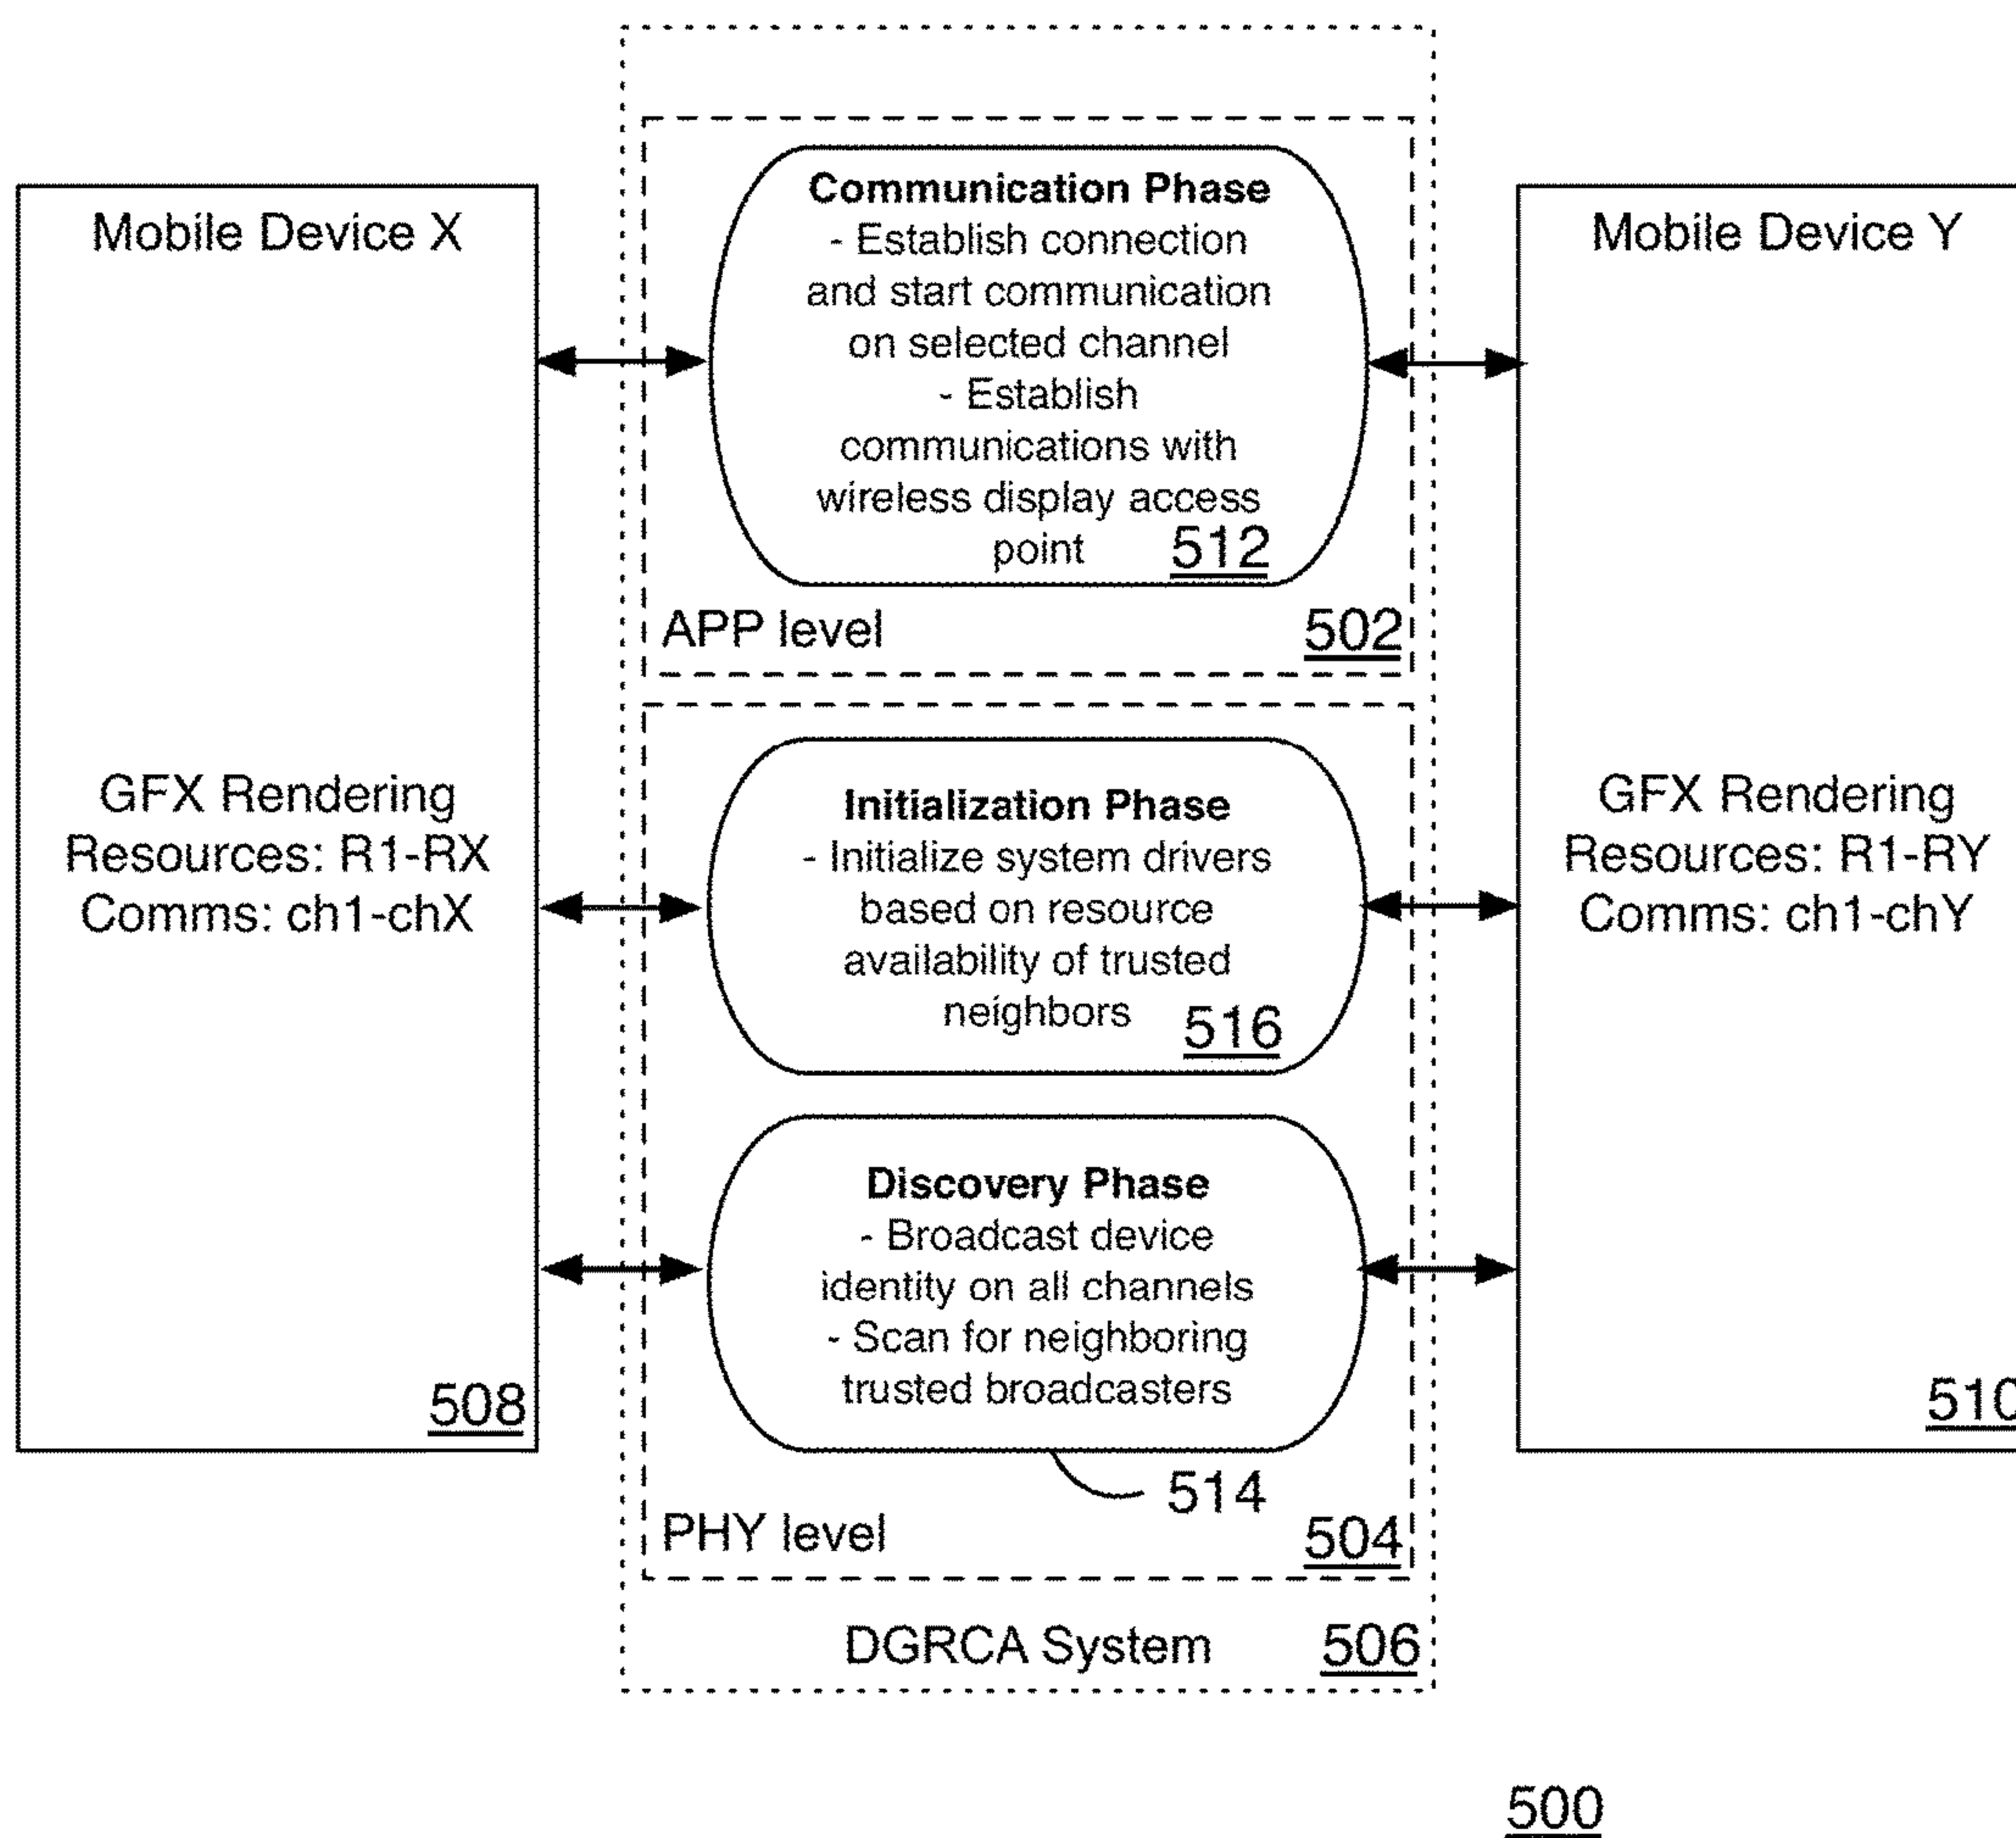 Mobile Device X
GFX Rendering
Resources: R1-RX
Comms: ch1-chX
508
Communication Phase
- Establish connection
and start communication
on selected channel
- Establish
communications with
wireless display access
point 512
APP level 502
Initialization Phase
- Initialize system drivers
based on resource
availability of trusted
neighbors 516
Discovery Phase
- Broadcast device
identity on all channels
- Scan for neighboring
trusted broadcasters
514
PHY level 504
DGRCA System 506
Mobile Device Y
GFX Rendering
Resources: R1-RY
Comms: ch1-chY
510
500